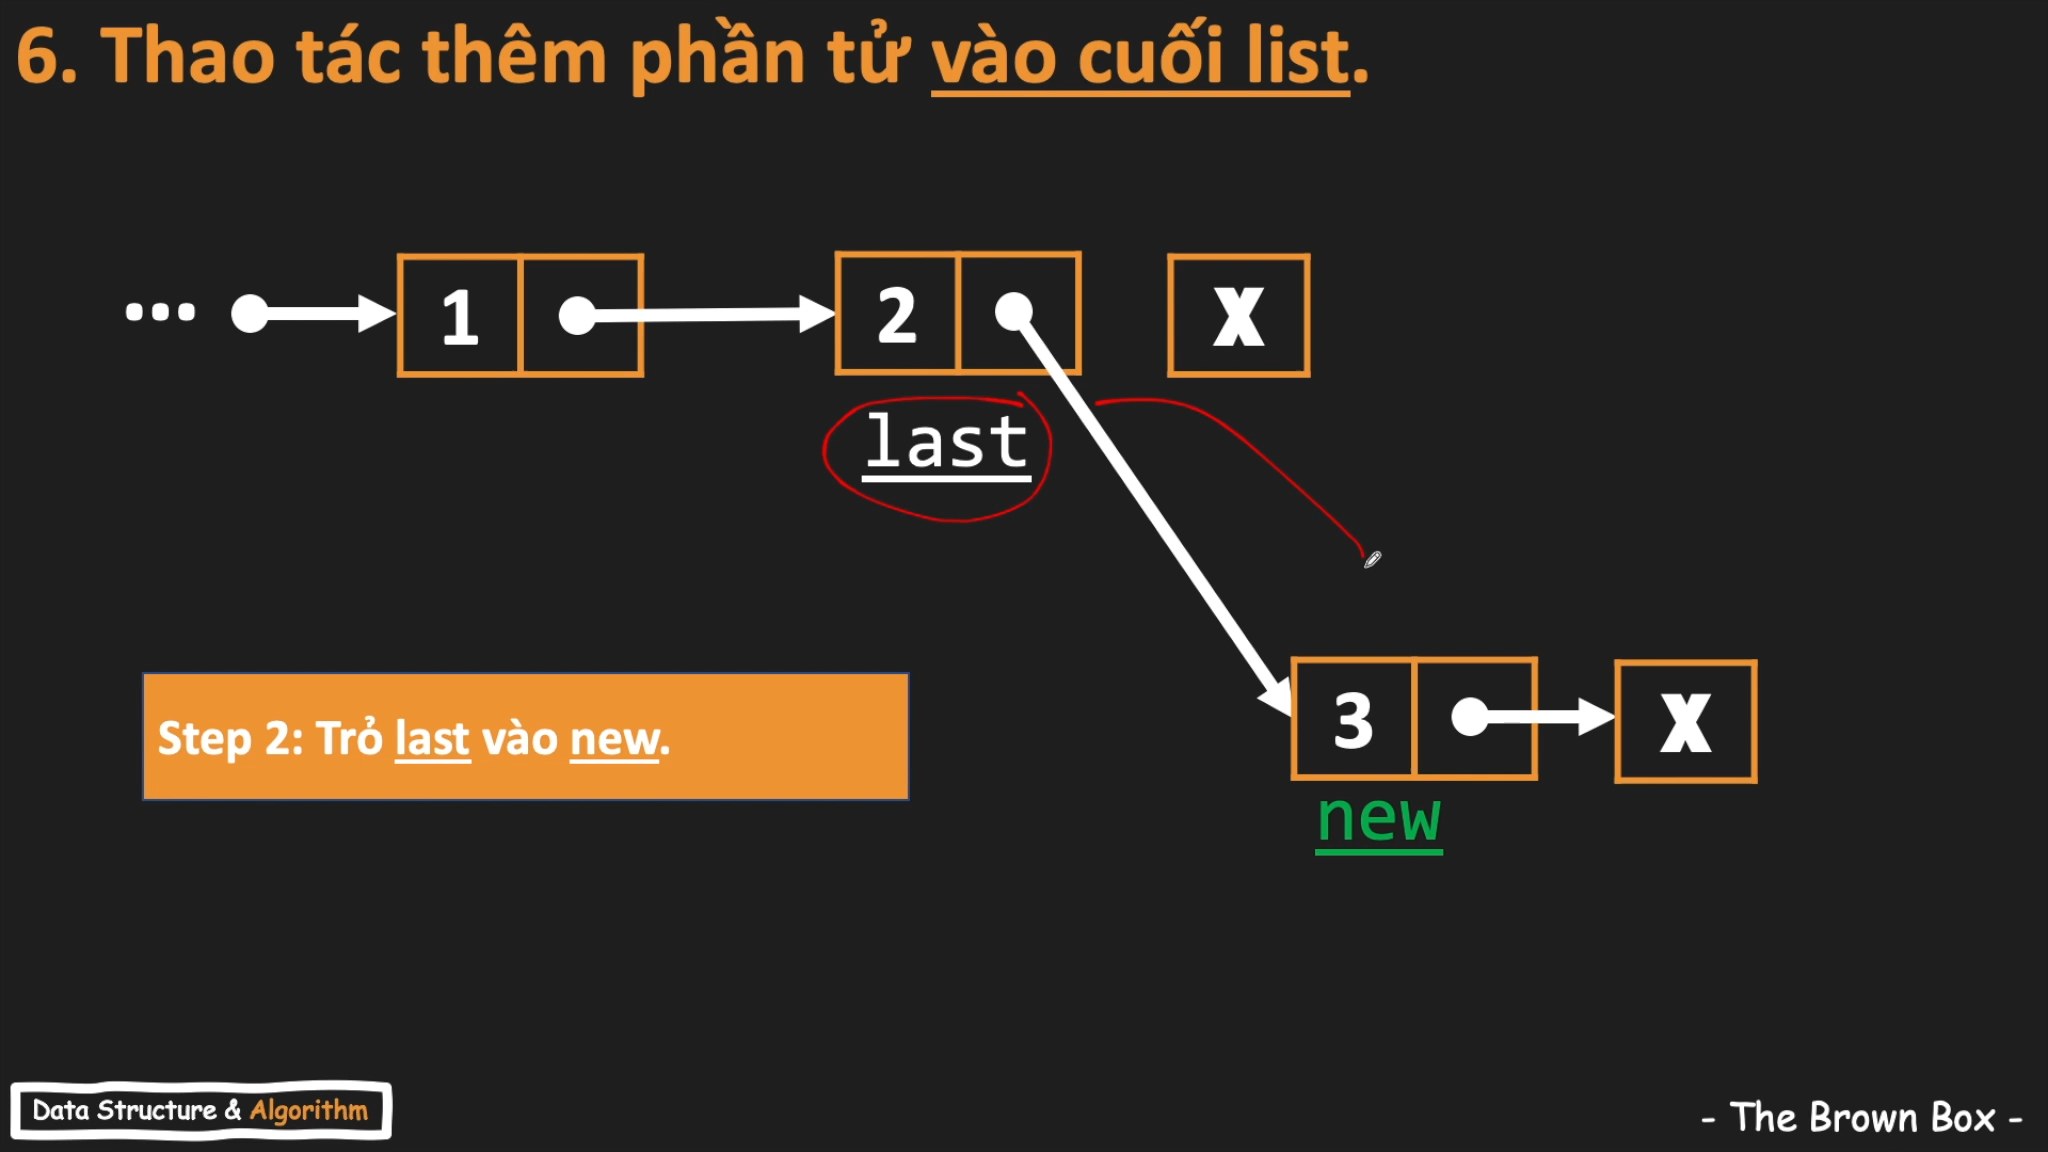 6. Thao tác thêm phần tử vào cuối list.
... 1 2 X
last
3 X
Step 2: Trỏ last vào new.
new
Data Structure & Algorithm
- The Brown Box -